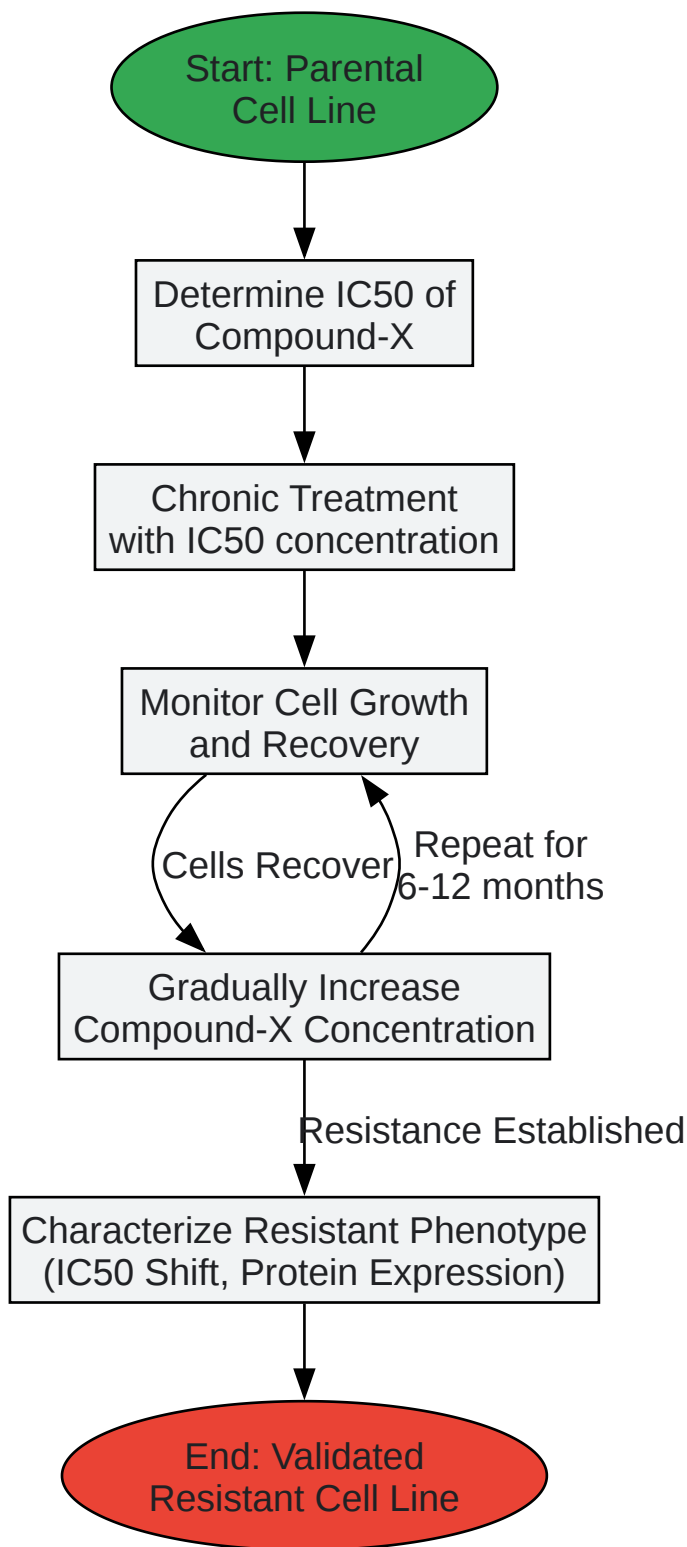 Start: Parental
Cell Line
Determine IC50 of
Compound-X
Chronic Treatment
with IC50 concentration
Monitor Cell Growth
and Recovery
Cells Recover
Repeat for
6-12 months
Gradually Increase
Compound-X Concentration
Resistance Established
Characterize Resistant Phenotype
(IC50 Shift, Protein Expression)
End: Validated
Resistant Cell Line